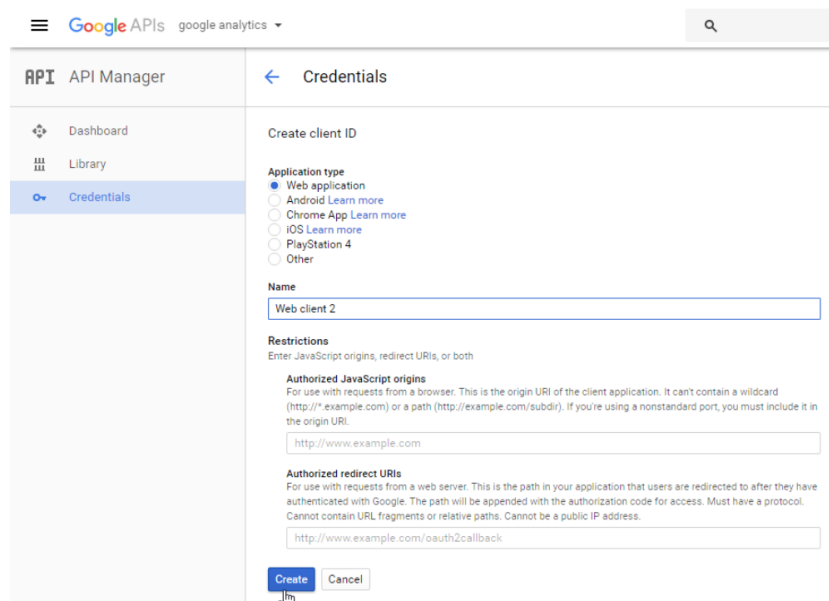 Google APIs google analytics
API API Manager
Credentials
Dashboard
Library
Credentials
Create client ID
Application type
Web application
Android Learn more
Chrome App Learn more
iOS Learn more
PlayStation 4
Other
Name
Web client 2
Restrictions
Enter JavaScript origins, redirect URIs, or both
Authorized JavaScript origins
For use with requests from a browser. This is the origin URI of the client application. It can't contain a wildcard
(http://*.example.com) or a path (http://example.com/subdir). If you're using a nonstandard port, you must include it in
the origin URI.
http://www.example.com
Authorized redirect URIs
For use with requests from a web server. This is the path in your application that users are redirected to after they have
authenticated with Google. The path will be appended with the authorization code for access. Must have a protocol.
Cannot contain URL fragments or relative paths. Cannot be a public IP address.
http://www.example.com/oauth2callback
Create Cancel